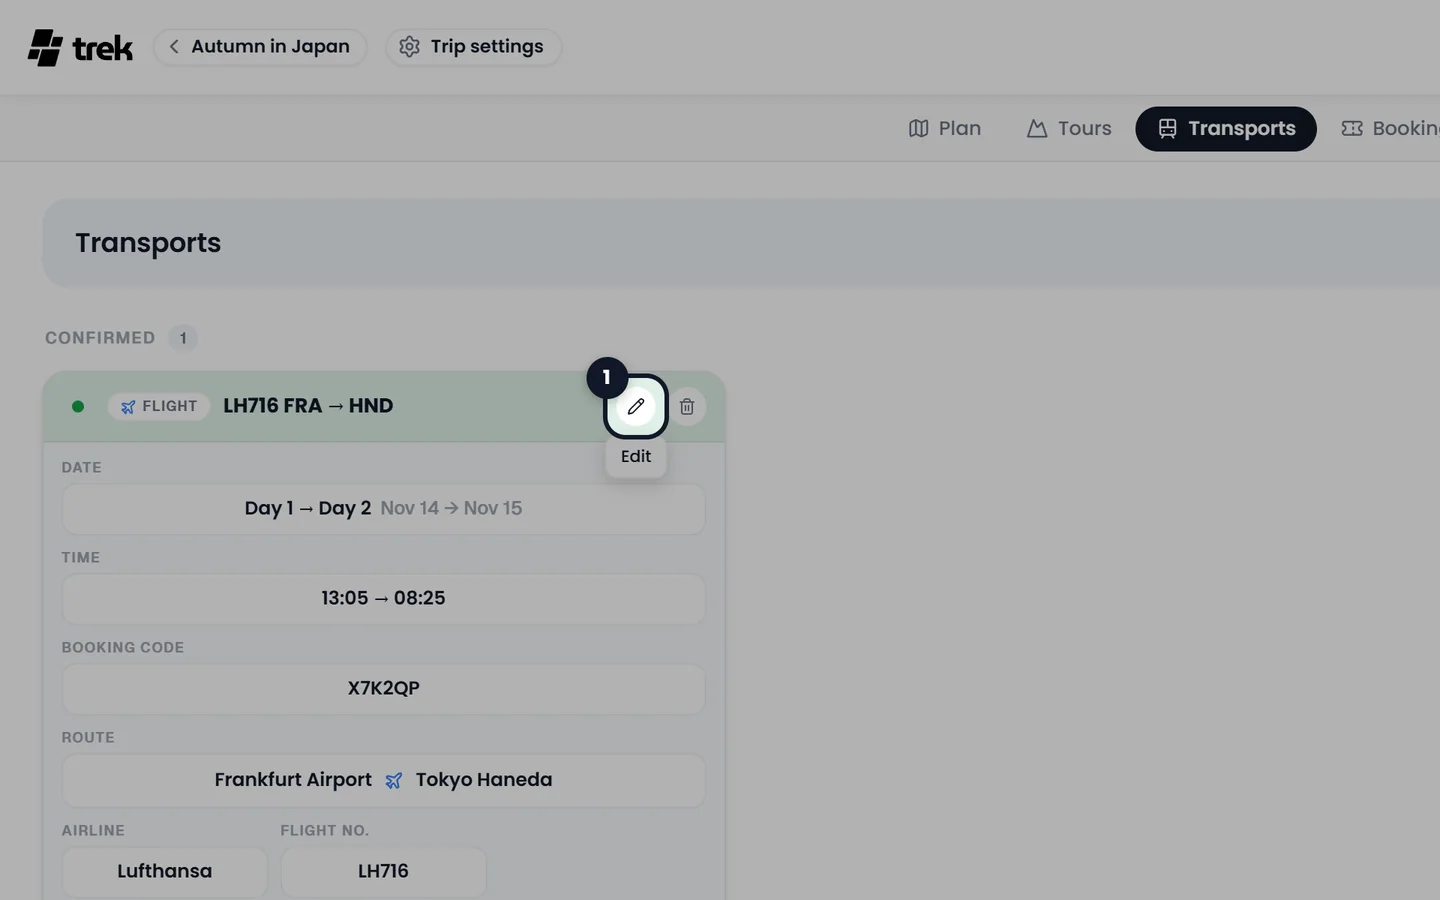 trek
Autumn in Japan
Trip settings
Plan
Tours
Transports
Bookin
Transports
CONFIRMED 1
1
FLIGHT
LH716 FRA → HND
Edit
DATE
Day 1 → Day 2 Nov 14 → Nov 15
TIME
13:05 → 08:25
BOOKING CODE
X7K2QP
ROUTE
Frankfurt Airport Tokyo Haneda
AIRLINE
FLIGHT NO.
Lufthansa
LH716